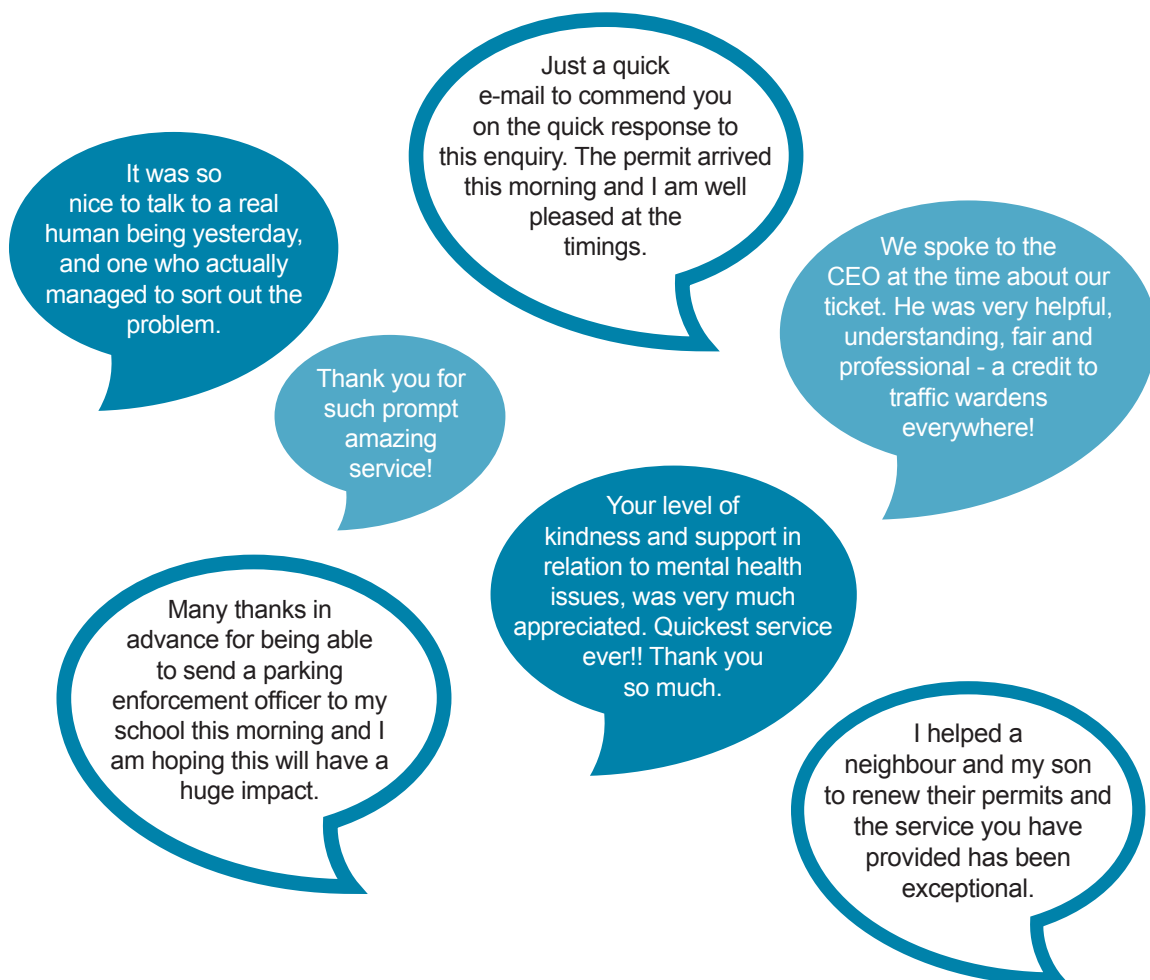 Just a quick
e-mail to commend you
on the quick response to
this enquiry. The permit arrived
this morning and I am well
pleased at the
timings.
It was so
nice to talk to a real
human being yesterday,
and one who actually
managed to sort out the
problem.
We spoke to the
CEO at the time about our
ticket. He was very helpful,
understanding, fair and
professional - a credit to
traffic wardens
everywhere!
Thank you for
such prompt
amazing
service!
Your level of
kindness and support in
relation to mental health
issues, was very much
appreciated. Quickest service
ever!! Thank you
so much.
Many thanks in
advance for being able
to send a parking
enforcement officer to my
school this morning and I
am hoping this will have a
huge impact.
I helped a
neighbour and my son
to renew their permits and
the service you have
provided has been
exceptional.